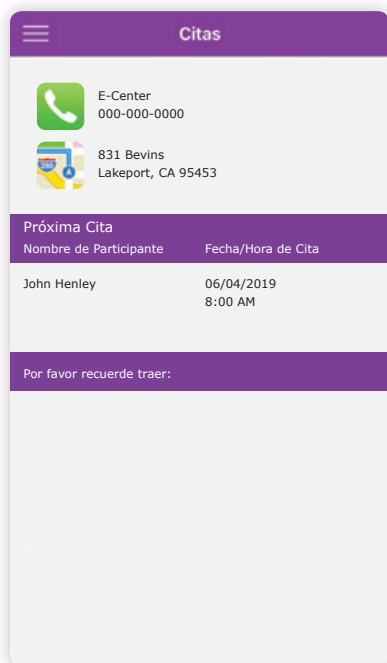 Citas
E-Center
000-000-0000
831 Bevins
Lakeport, CA 95453
Próxima Cita
Nombre de Participante Fecha/Hora de Cita
John Henley 06/04/2019
8:00 AM
Por favor recuerde traer: